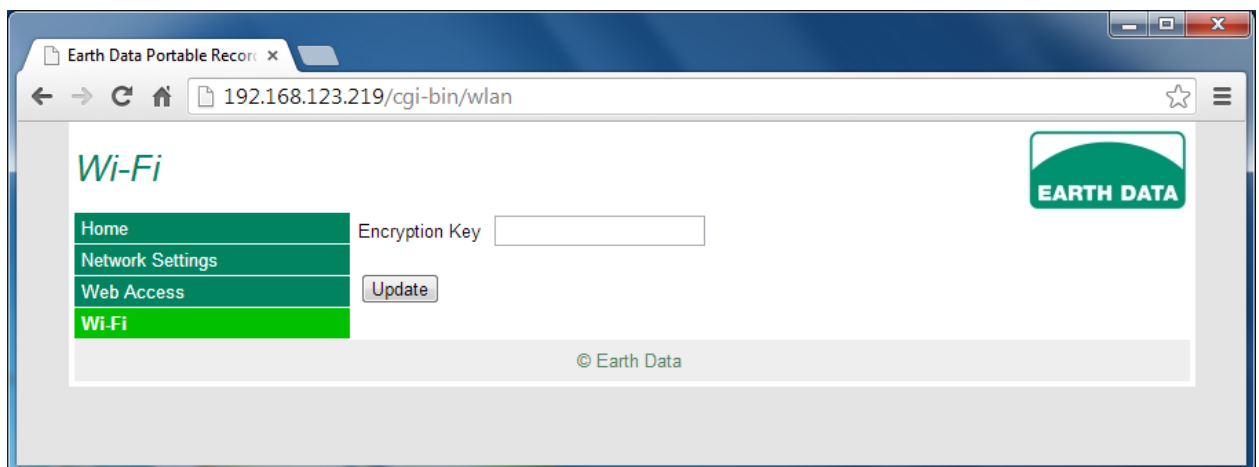 Earth Data Portable Recor
192.168.123.219/cgi-bin/wlan
Wi-Fi
EARTH DATA
Home
Encryption Key
Network Settings
Web Access
Update
Wi-Fi
© Earth Data